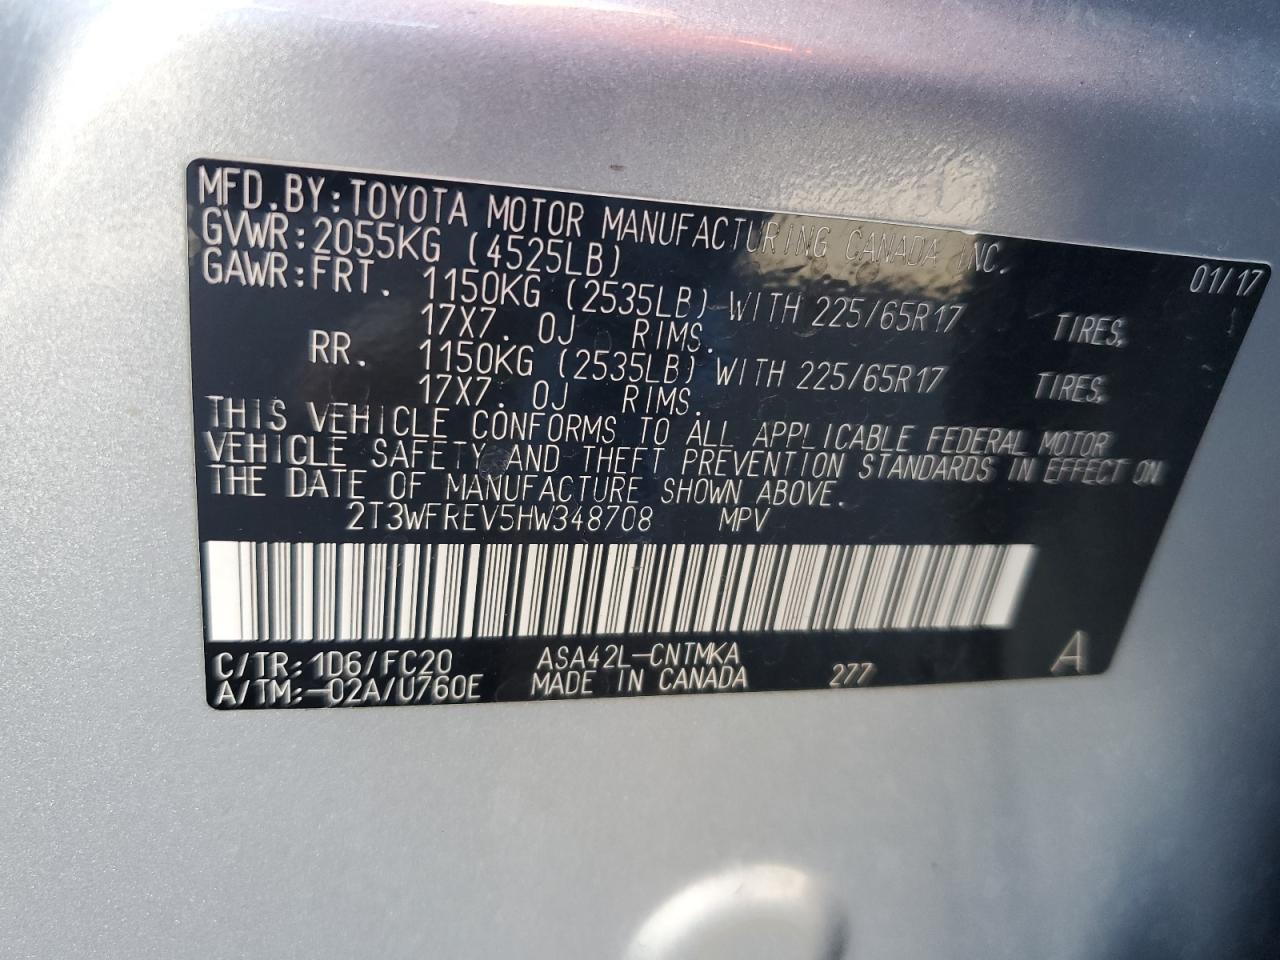 MFD.BY:TOYOTA MOTOR MANUFACTURING CANADA INC. 01/17
GVWR:2055KG (4525LB)
GAWR:FRT. 1150KG (2535LB) WITH 225/65R17 TIRES,
17X7.0J RIMS.
RR. 1150KG (2535LB) WITH 225/65R17 TIRES,
17X7.0J RIMS.
THIS VEHICLE CONFORMS TO ALL APPLICABLE FEDERAL MOTOR
VEHICLE SAFETY AND THEFT PREVENTION STANDARDS IN EFFECT ON
THE DATE OF MANUFACTURE SHOWN ABOVE.
2T3WFREV5HW348708 MPV
C/TR:1D6/FC20 ASA42L-CNTMKA 277 A
A/TM:-02A/U760E MADE IN CANADA